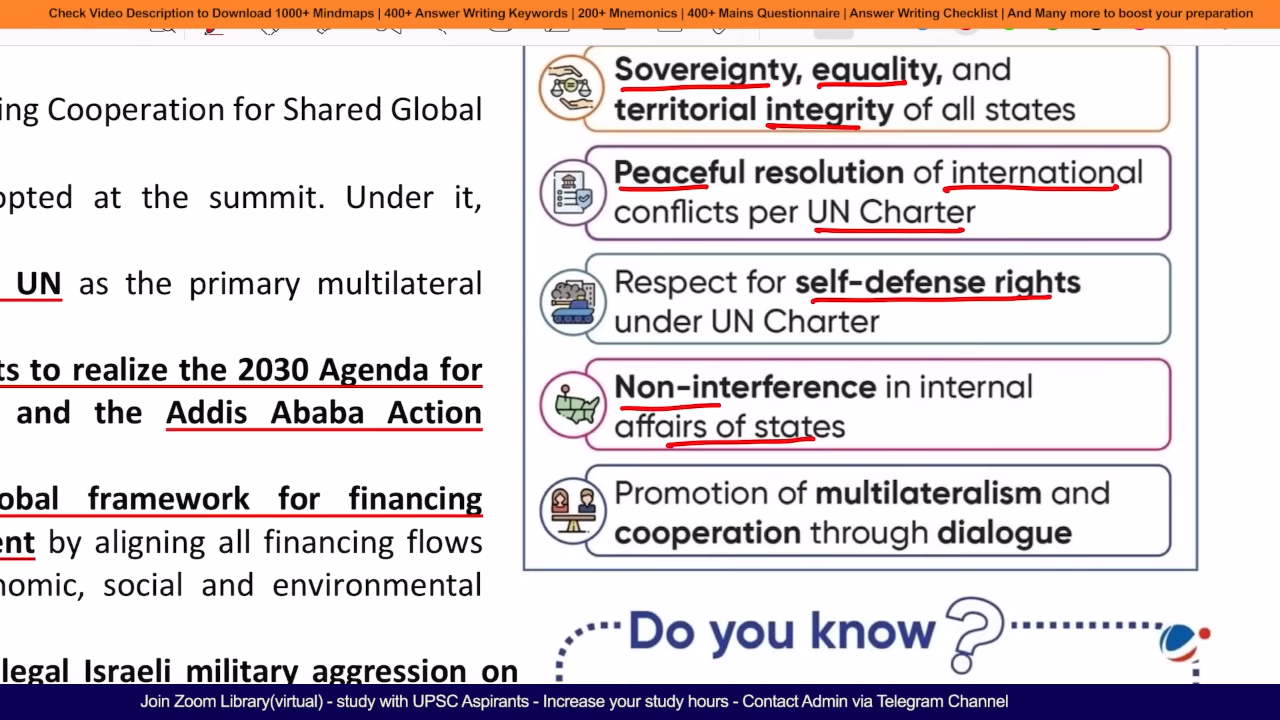 Check Video Description to Download 1000+ Mindmaps | 400+ Answer Writing Keywords | 200+ Mnemonics | 400+ Mains Questionnaire | Answer Writing Checklist | And Many more to boost your preparation
ing Cooperation for Shared Global
opted at the summit. Under it,
UN as the primary multilateral
ts to realize the 2030 Agenda for
and the Addis Ababa Action
obal framework for financing
ent by aligning all financing flows
nomic, social and environmental
legal Israeli military aggression on
Sovereignty, equality, and
territorial integrity of all states
Peaceful resolution of international
conflicts per UN Charter
Respect for self-defense rights
under UN Charter
Non-interference in internal
affairs of states
Promotion of multilateralism and
cooperation through dialogue
Do you know?
Join Zoom Library(virtual) - study with UPSC Aspirants - Increase your study hours - Contact Admin via Telegram Channel